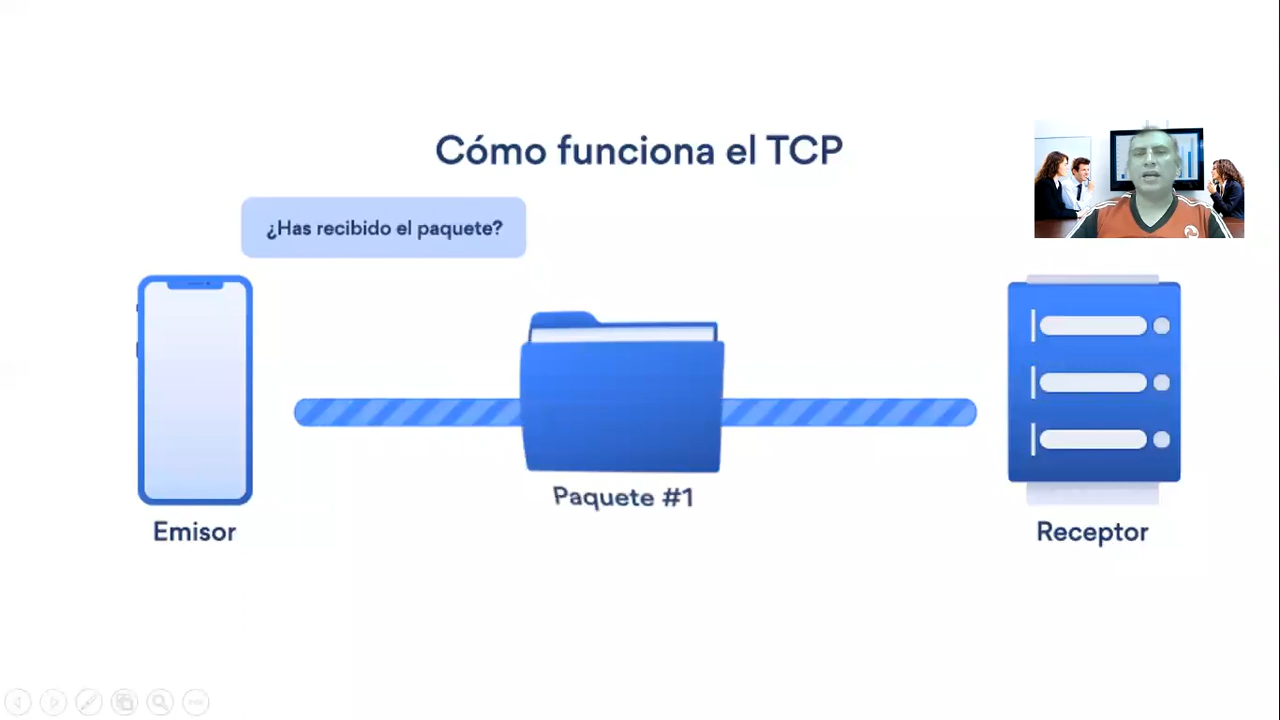 Cómo funciona el TCP
¿Has recibido el paquete?
Paquete #1
Emisor
Receptor